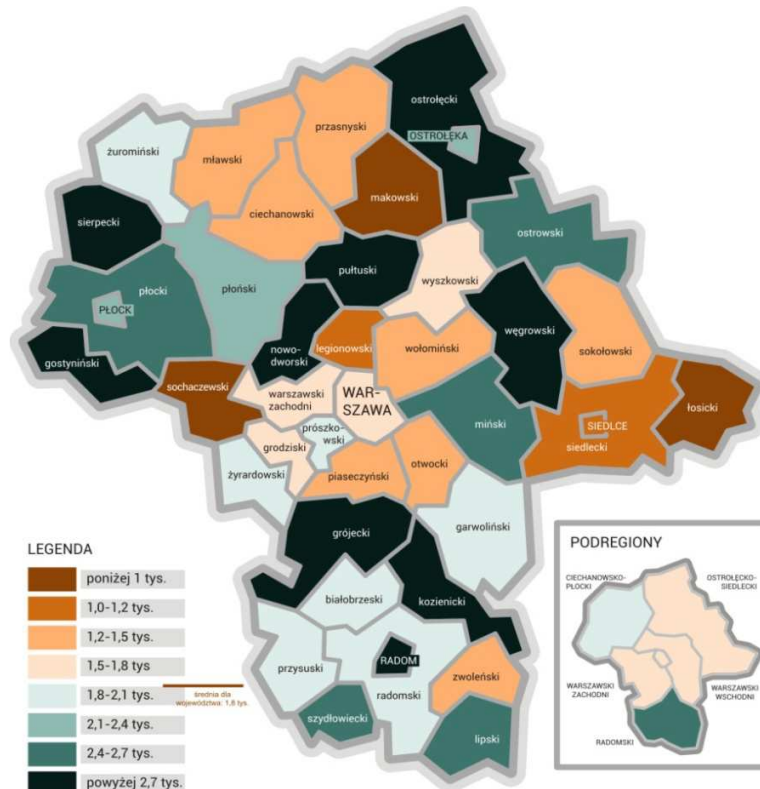 ostrołęcki
OSTROŁĘKA
przasnyski
żuromiński
mławski
makowski
ciechanowski
sierpecki
ostrowski
pułtuski
wyszkowski
płocki
płoński
PŁOCK
węgrowski
nowo-
dworski
legionowski
wołomiński
sokołowski
gostyniński
sochaczewski
warszawski
zachodni
WAR-
SZAWA
łosicki
miński
SIEDLCE
siedlecki
prószko-
wski
grodziski
żyrardowski
piaseczyński
otwocki
garwoliński
grójecki
białobrzeski
kozienicki
przysuski
RADOM
radomski
zwoleński
szydłowiecki
lipski
LEGENDA
poniżej 1 tys.
1,0-1,2 tys.
1,2-1,5 tys.
1,5-1,8 tys
1,8-2,1 tys.
2,1-2,4 tys.
2,4-2,7 tys.
powyżej 2,7 tys.
średnia dla
województwa: 1,8 tys.
PODREGIONY
CIECHANOWSKO-
PŁOCKI
OSTROŁĘCKO-
SIEDLECKI
WARSZAWSKI
ZACHODNI
WARSZAWSKI
WSCHODNI
RADOMSKI